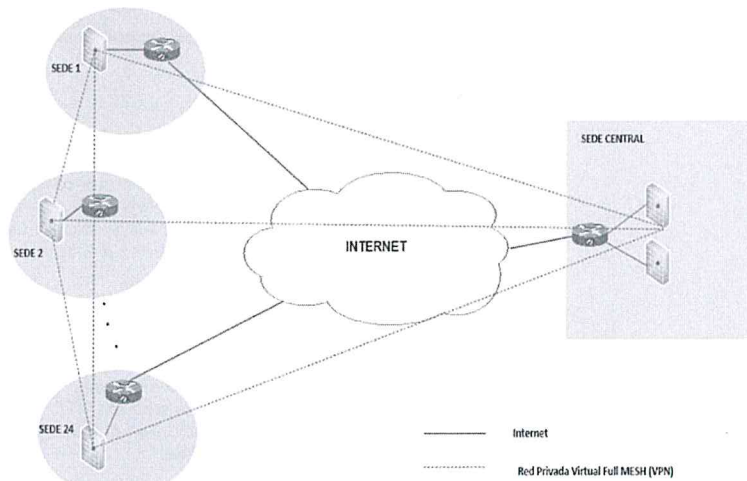 SEDE 1
SEDE CENTRAL
SEDE 2
INTERNET
SEDE 24
Internet
Red Privada Virtual Full MESH (VPN)